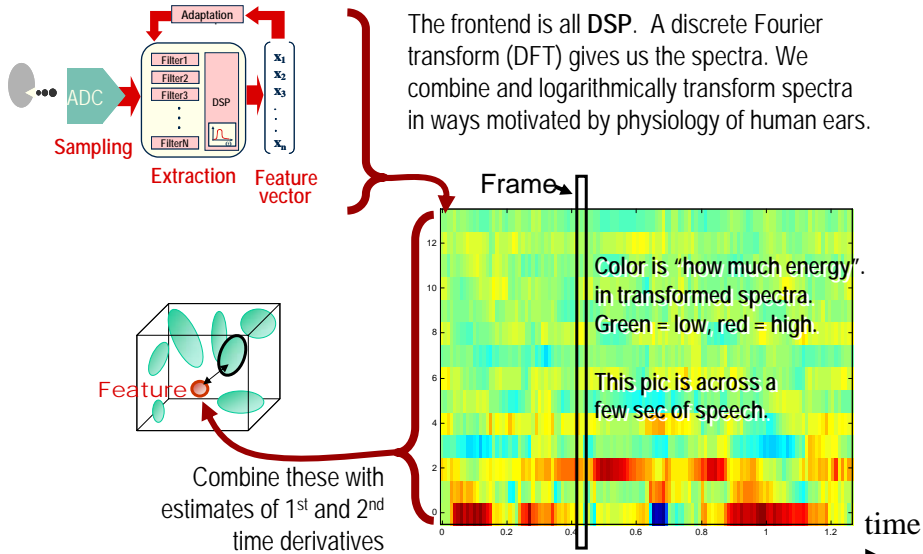 Adaptation
The frontend is all DSP. A discrete Fourier
transform (DFT) gives us the spectra. We
combine and logarithmically transform spectra
in ways motivated by physiology of human ears.
ADC
Filter1
Filter2
Filter3
FilterN
DSP
x1
x2
x3
.
.
.
xn
Sampling
Extraction
Feature
vector
Frame
12
10
8
6
4
2
0
Color is “how much energy”.
in transformed spectra.
Green = low, red = high.
This pic is across a
few sec of speech.
0
0.2
0.4
0.6
0.8
1
1.2
time
Feature
Combine these with
estimates of 1st and 2nd
time derivatives